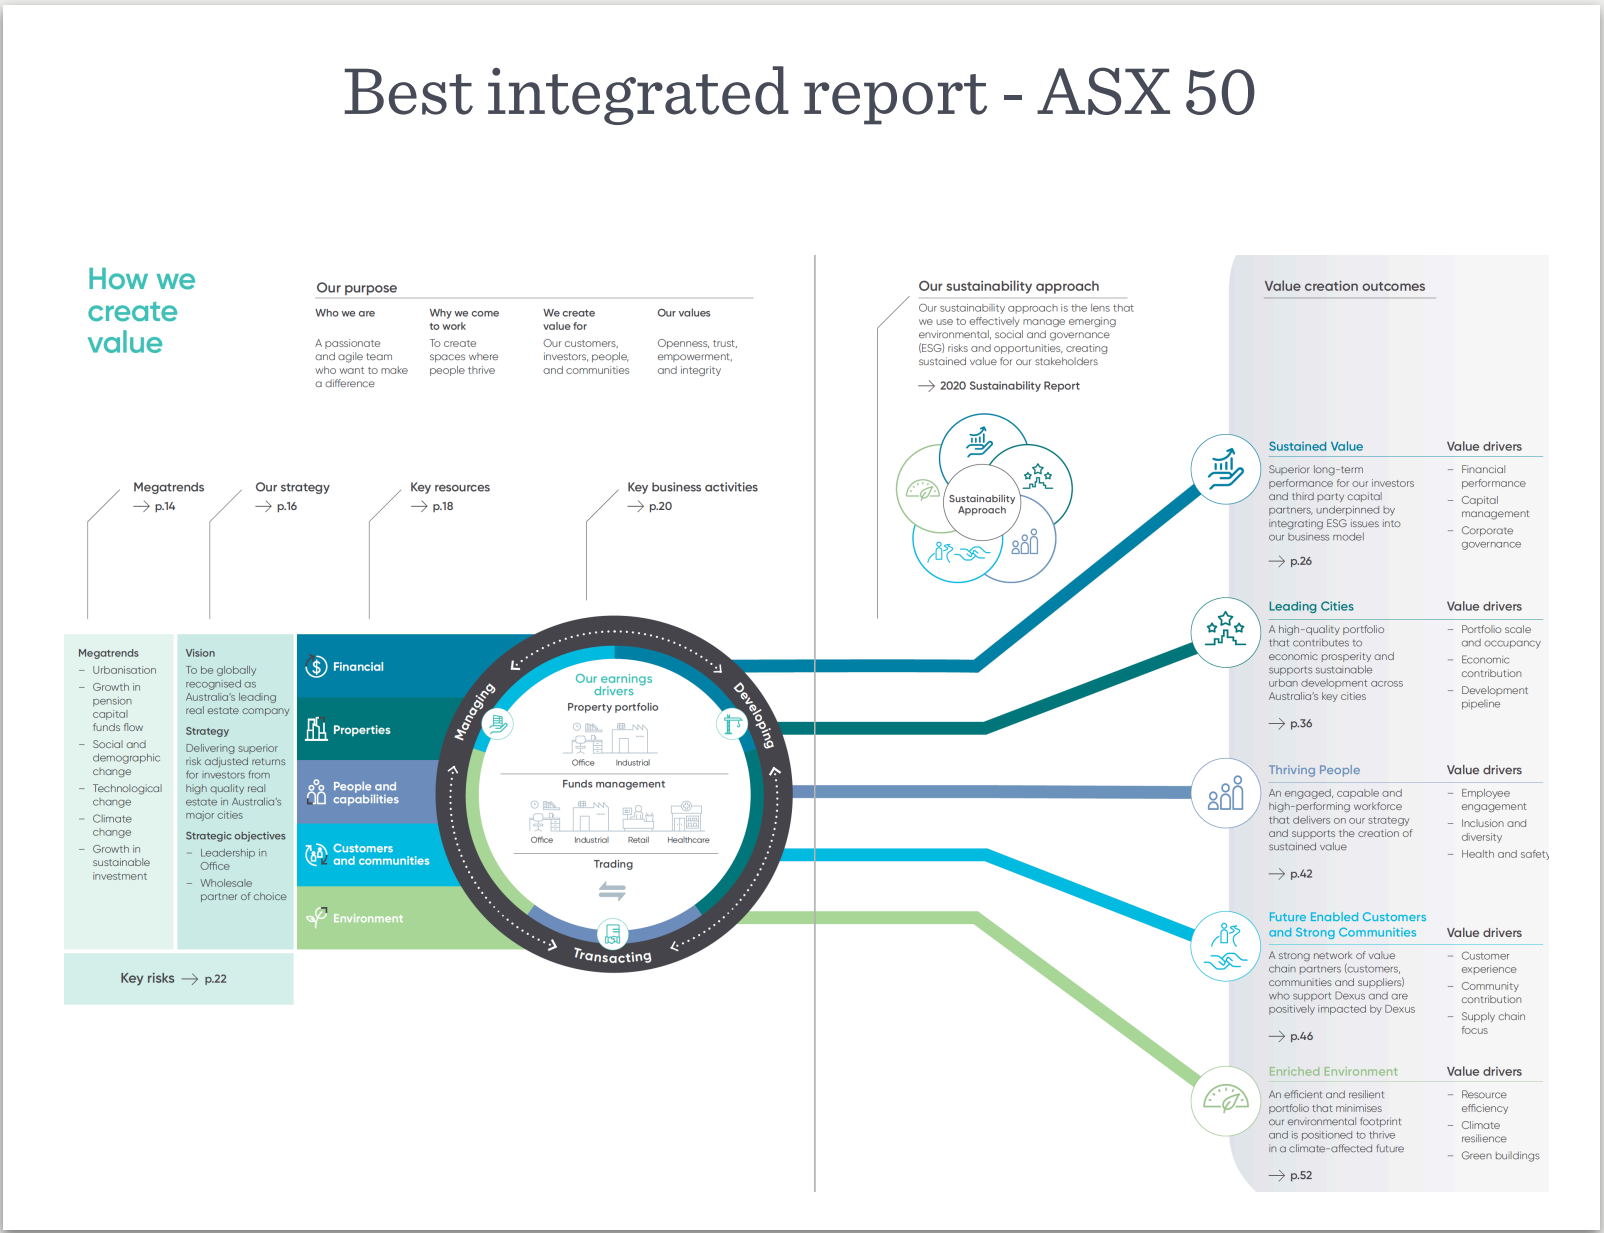 Best integrated report - ASX 50
How we
create
value
Our purpose
Who we are
A passionate
and agile team
who want to make
a difference
Why we come
to work
To create
spaces where
people thrive
We create
value for
Our customers,
investors, people,
and communities
Our values
Openness, trust,
empowerment,
and integrity
Megatrends
→ p.14
Our strategy
→ p.16
Key resources
→ p.18
Key business activities
→ p.20
Megatrends
– Urbanisation
– Growth in
pension
capital
funds flow
– Social and
demographic
change
– Technological
change
– Climate
change
– Growth in
sustainable
investment
Vision
To be globally
recognised as
Australia's leading
real estate company
Strategy
Delivering superior
risk adjusted returns
for investors from
high quality real
estate in Australia's
major cities
Strategic objectives
– Leadership in
Office
– Wholesale
partner of choice
Key risks → p.22
Financial
Properties
People and
capabilities
Customers
and communities
Environment
Managing
Developing
Transacting
Our earnings
drivers
Property portfolio
Office
Industrial
Funds management
Office
Industrial
Retail
Healthcare
Trading
Our sustainability approach
Our sustainability approach is the lens that
we use to effectively manage emerging
environmental, social and governance
(ESG) risks and opportunities, creating
sustained value for our stakeholders
→ 2020 Sustainability Report
Sustainability
Approach
Value creation outcomes
Sustained Value
Superior long-term
performance for our investors
and third party capital
partners, underpinned by
integrating ESG issues into
our business model
→ p.26
Value drivers
– Financial
performance
– Capital
management
– Corporate
governance
Leading Cities
A high-quality portfolio
that contributes to
economic prosperity and
supports sustainable
urban development across
Australia's key cities
→ p.36
Value drivers
– Portfolio scale
and occupancy
– Economic
contribution
– Development
pipeline
Thriving People
An engaged, capable and
high-performing workforce
that delivers on our strategy
and supports the creation of
sustained value
→ p.42
Value drivers
– Employee
engagement
– Inclusion and
diversity
– Health and safety
Future Enabled Customers
and Strong Communities
A strong network of value
chain partners (customers,
communities and suppliers)
who support Dexus and are
positively impacted by Dexus
→ p.46
Value drivers
– Customer
experience
– Community
contribution
– Supply chain
focus
Enriched Environment
An efficient and resilient
portfolio that minimises
our environmental footprint
and is positioned to thrive
in a climate-affected future
→ p.52
Value drivers
– Resource
efficiency
– Climate
resilience
– Green buildings